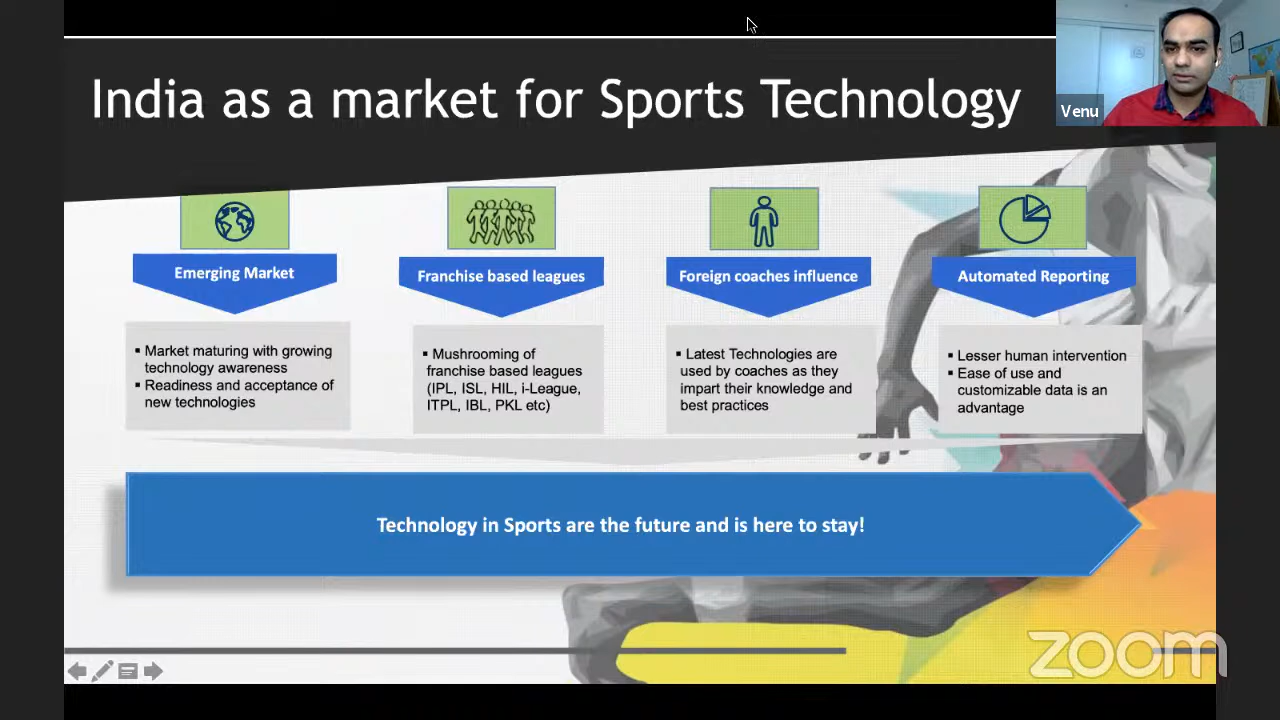 India as a market for Sports Technology
Venu
Emerging Market
▪ Market maturing with growing
technology awareness
▪ Readiness and acceptance of
new technologies
Franchise based leagues
▪ Mushrooming of
franchise based leagues
(IPL, ISL, HIL, i-League,
ITPL, IBL, PKL etc)
Foreign coaches influence
▪ Latest Technologies are
used by coaches as they
impart their knowledge and
best practices
Automated Reporting
▪ Lesser human intervention
▪ Ease of use and
customizable data is an
advantage
Technology in Sports are the future and is here to stay!
zoom